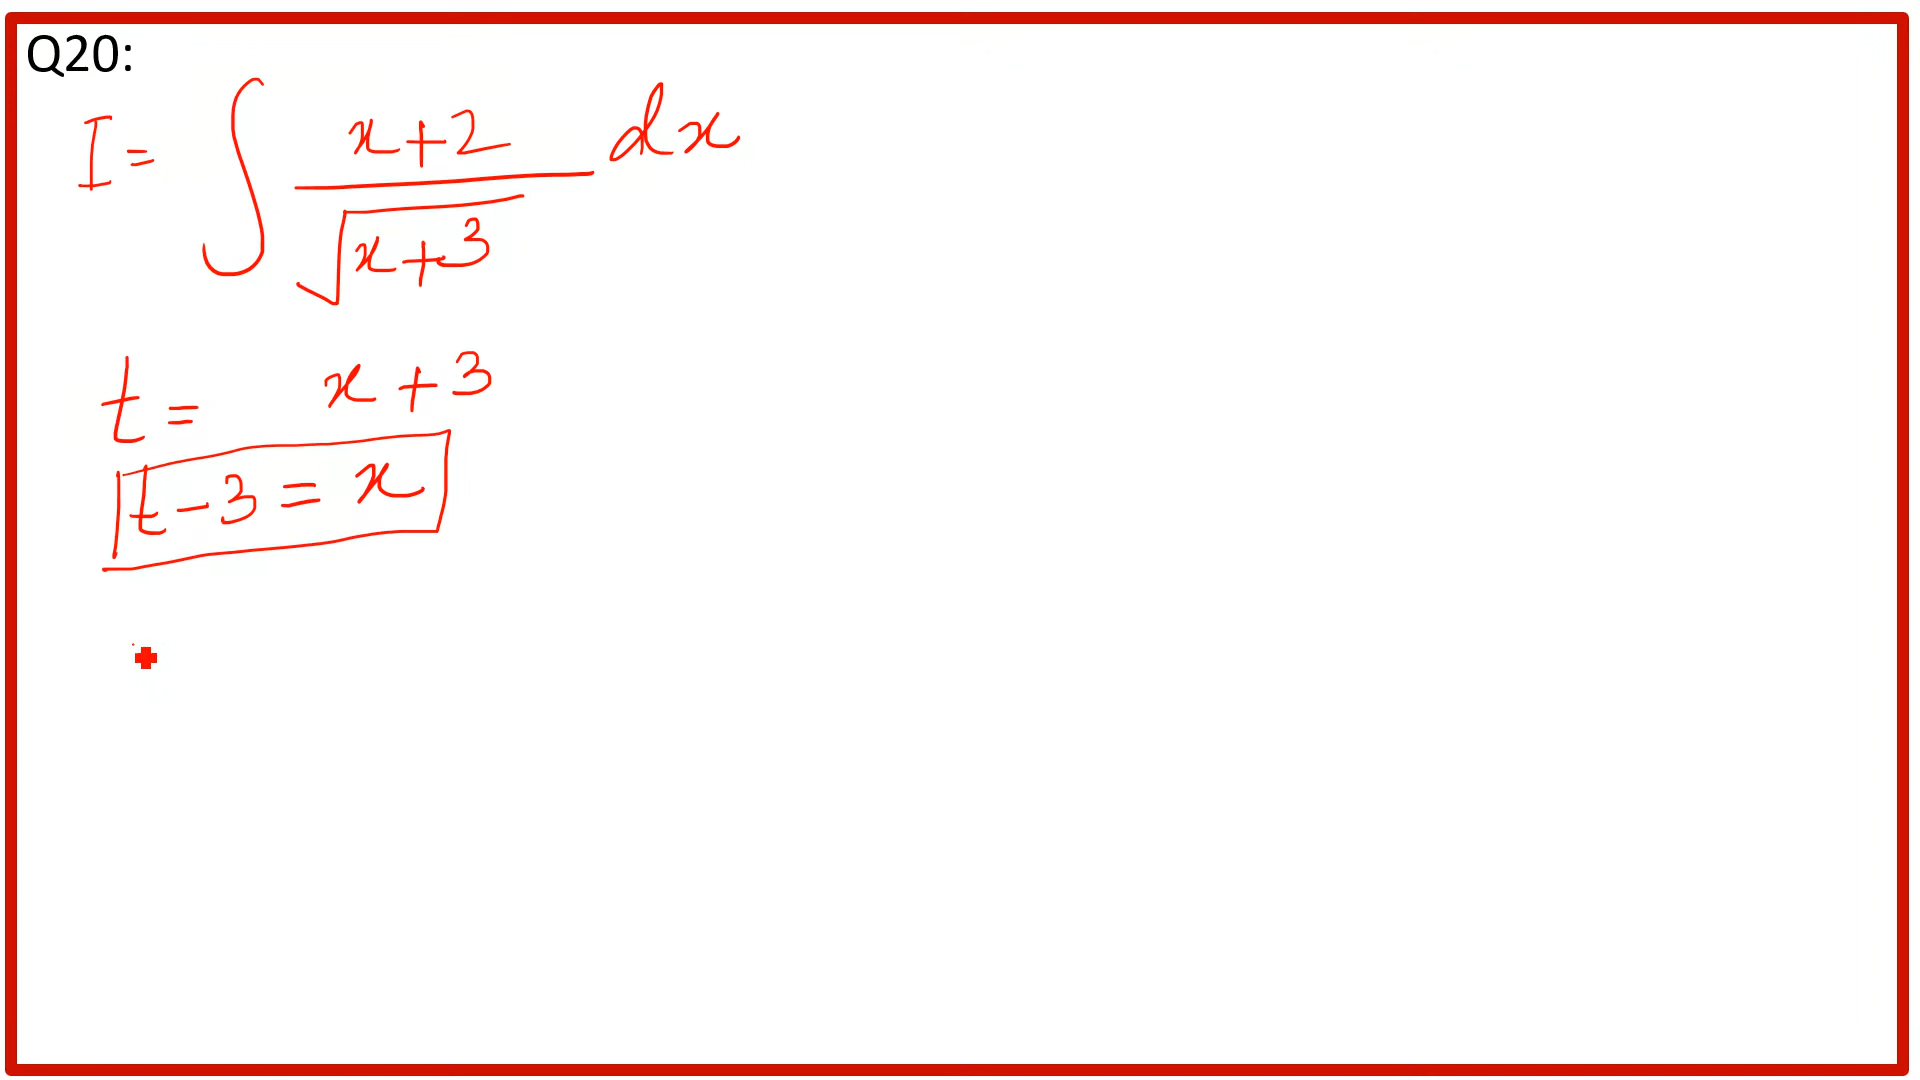 Q20:
I = ∫ (x+2)/√(x+3) dx
t = x+3
t-3 = x